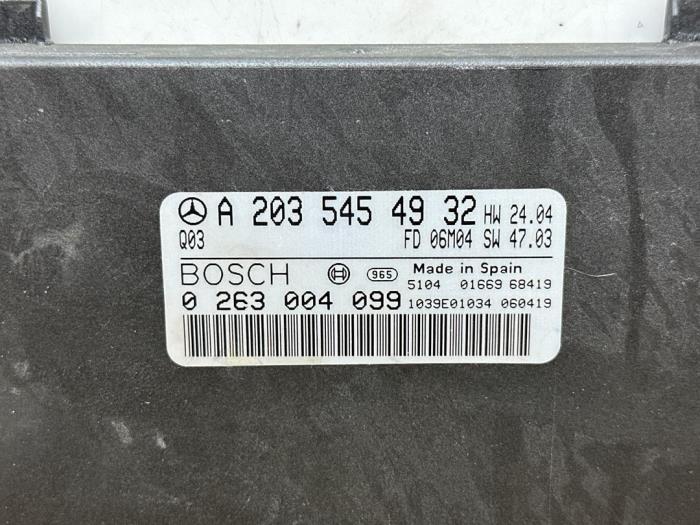 A 203 545 49 32 HW 24.04
Q03 FD 06M04 SW 47.03
BOSCH 965 Made in Spain
5104 01669 68419
0 263 004 099 1039E01034 060419